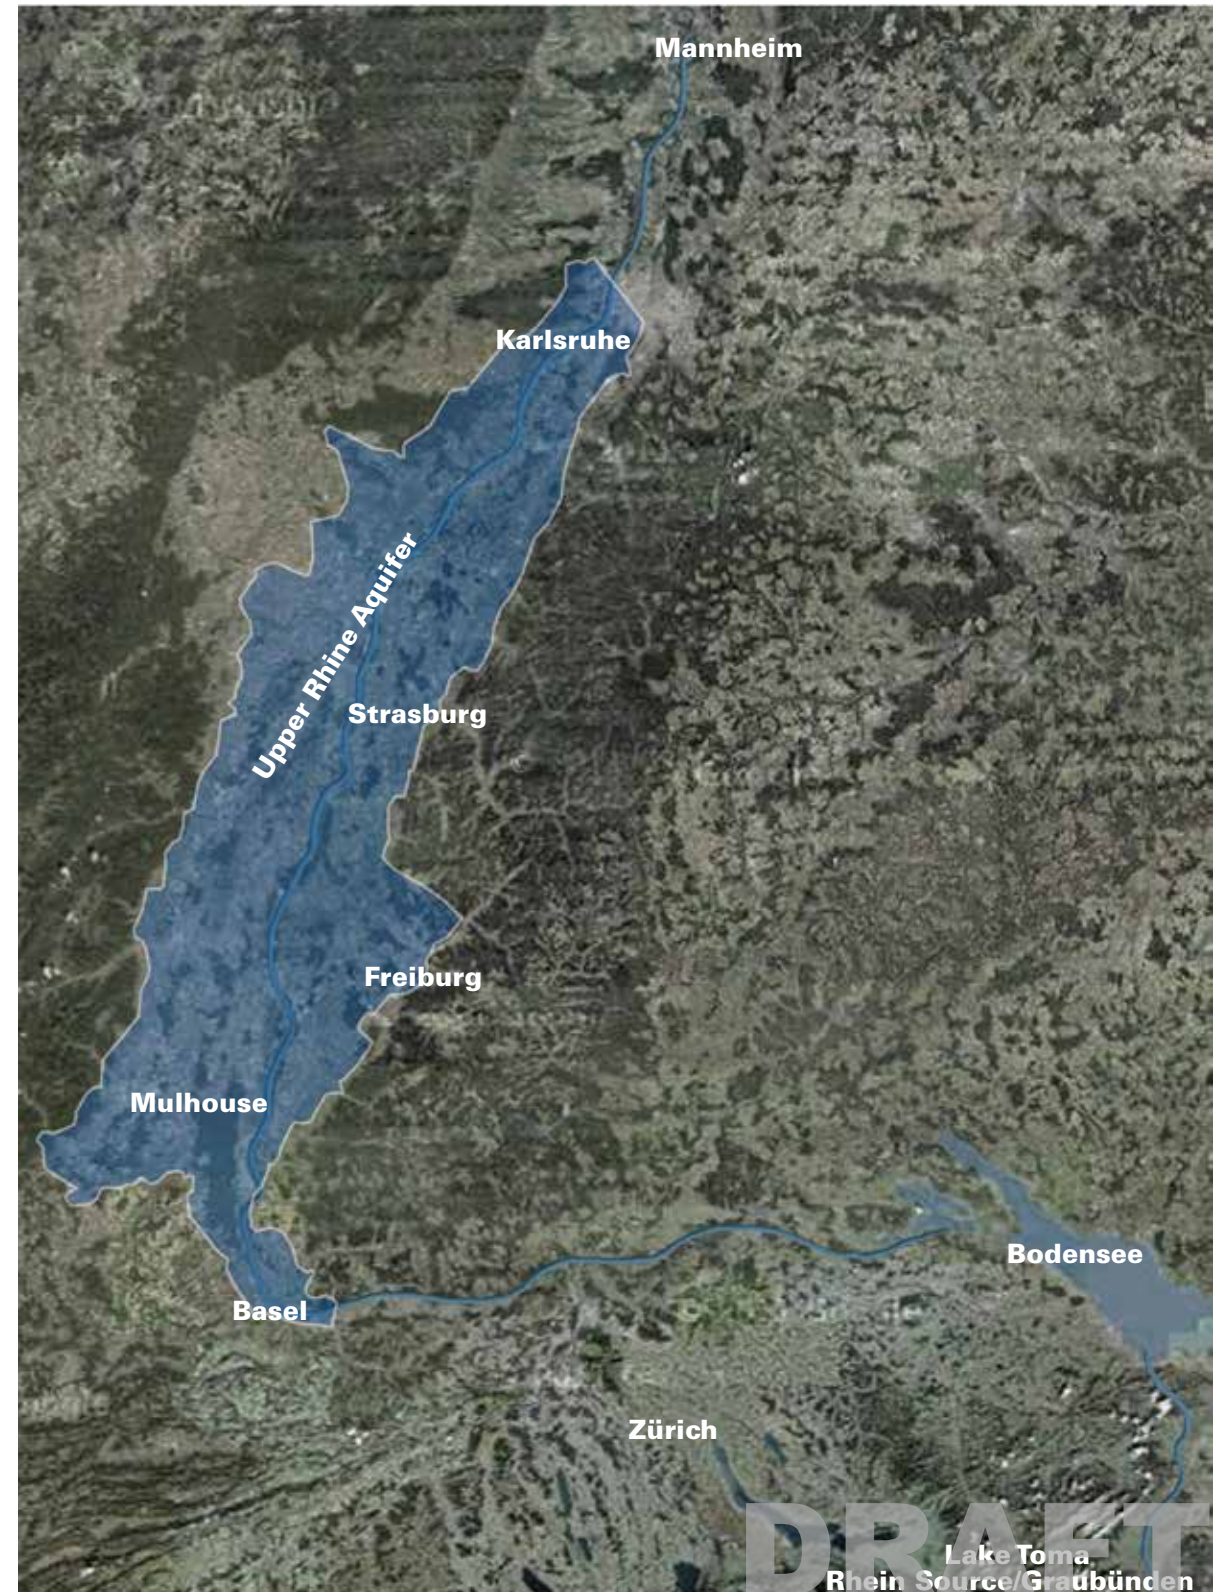 Mannheim
Karlsruhe
Upper Rhine Aquifer
Strasburg
Freiburg
Mulhouse
Bodensee
Basel
Zürich
DRAFT
Lake Toma
Rhein Source/Graubünden